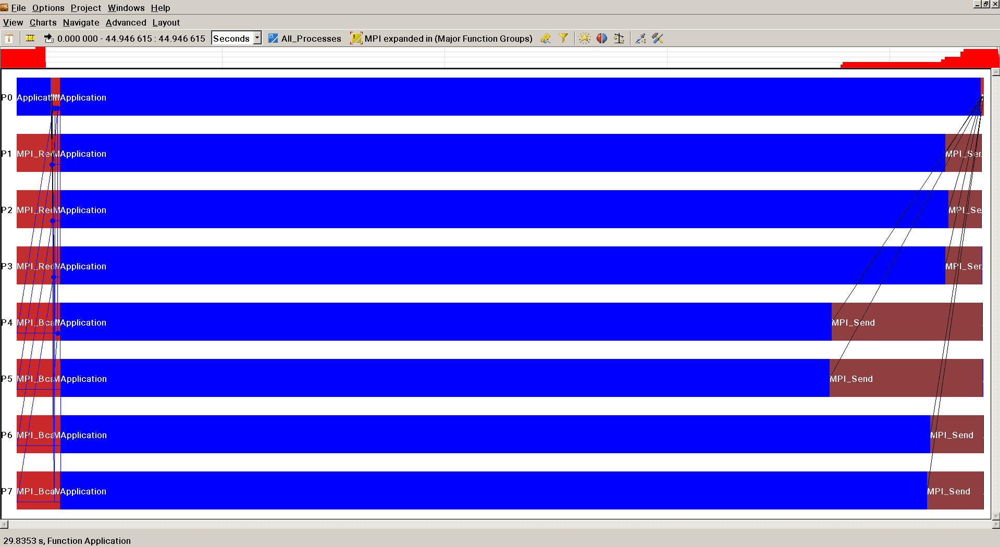 File Options Project Windows Help
View Charts Navigate Advanced Layout
0.000 000 - 44.946 615 : 44.946 615 Seconds All_Processes MPI expanded in (Major Function Groups)
P0 Applicat Application
P1 MPI_Rec Application MPI_Ser
P2 MPI_Rec Application MPI_Se
P3 MPI_Rec Application MPI_Ser
P4 MPI_Bca Application MPI_Send
P5 MPI_Bca Application MPI_Send
P6 MPI_Bca Application MPI_Send
P7 MPI_Bca Application MPI_Send
29.8353 s, Function Application